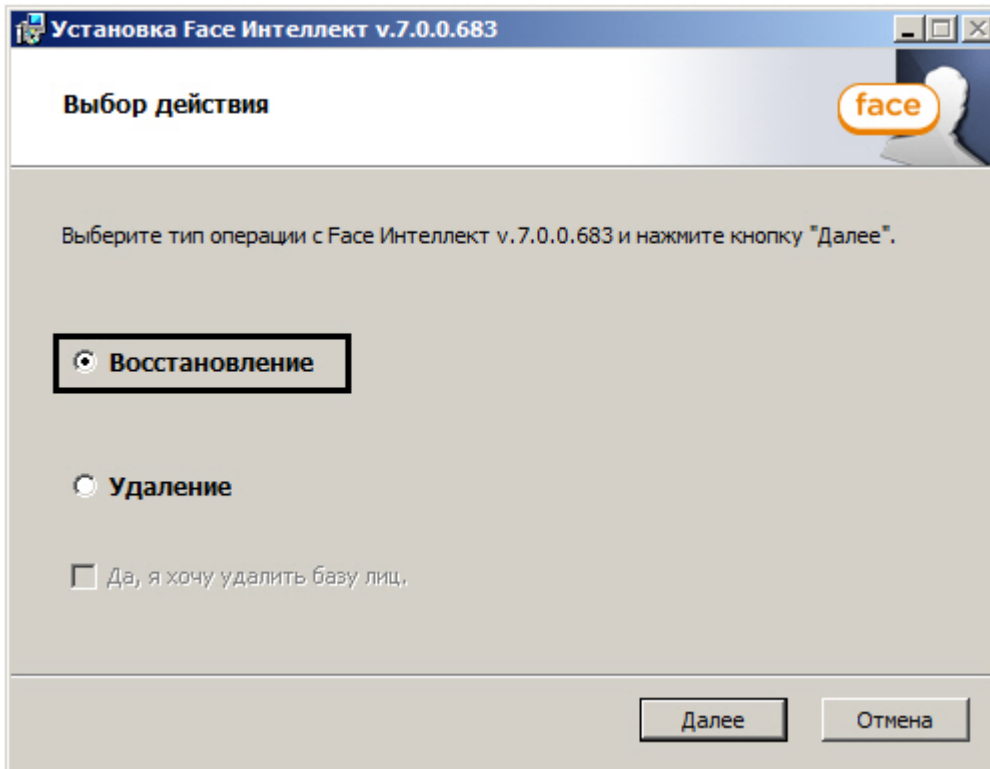 Установка Face Интеллект v.7.0.0.683
Выбор действия
face
Выберите тип операции с Face Интеллект v.7.0.0.683 и нажмите кнопку "Далее".
Восстановление
Удаление
Да, я хочу удалить базу лиц.
Далее
Отмена